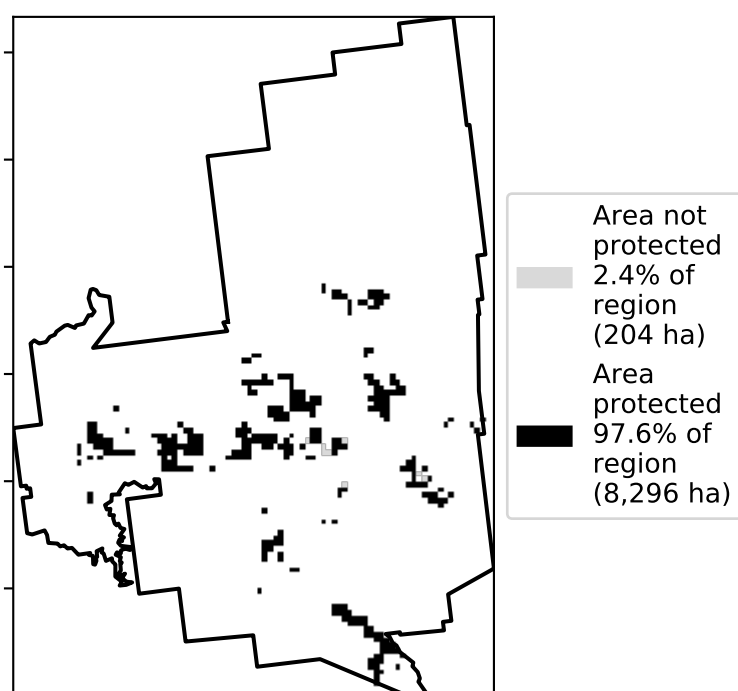 Area not
protected
2.4% of
region
(204 ha)
Area
protected
97.6% of
region
(8,296 ha)